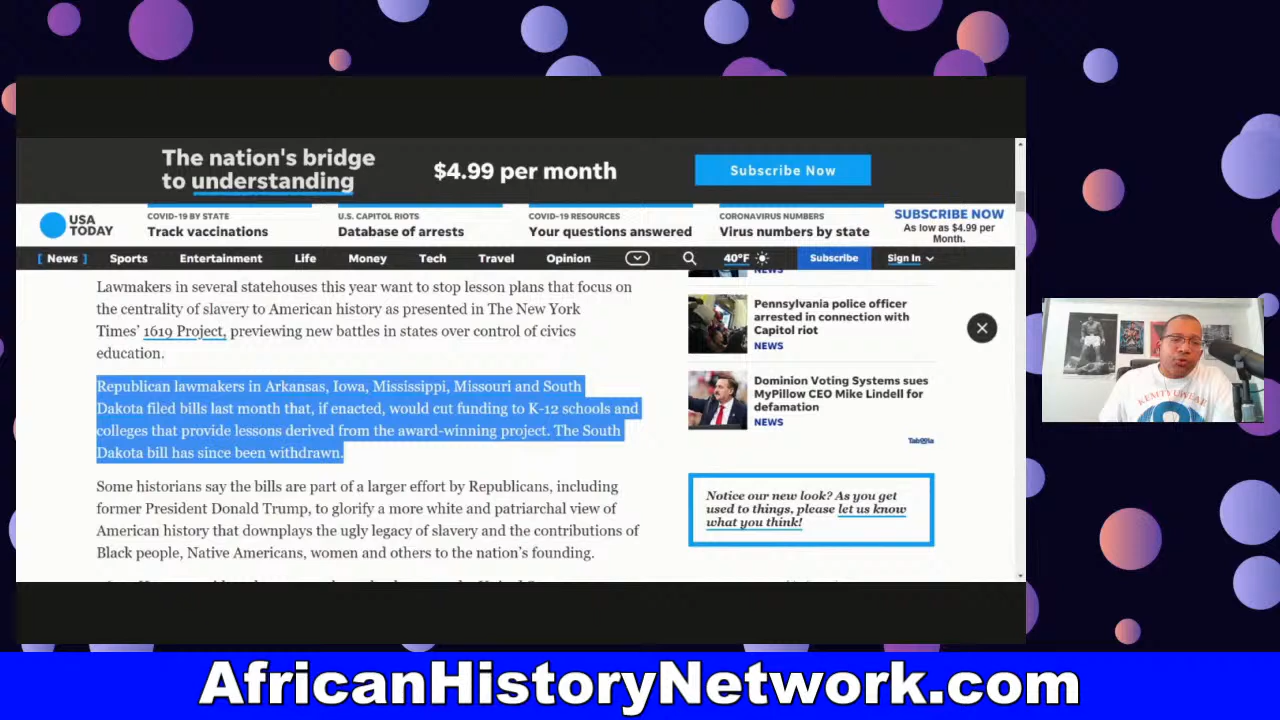 The nation's bridge
to understanding
$4.99 per month
Subscribe Now
USA
TODAY
COVID-19 BY STATE
Track vaccinations
U.S. CAPITOL RIOTS
Database of arrests
COVID-19 RESOURCES
Your questions answered
CORONAVIRUS NUMBERS
Virus numbers by state
SUBSCRIBE NOW
As low as $4.99 per
Month.
[ News ] Sports Entertainment Life Money Tech Travel Opinion 40°F Subscribe Sign In
Lawmakers in several statehouses this year want to stop lesson plans that focus on
the centrality of slavery to American history as presented in The New York
Times' 1619 Project, previewing new battles in states over control of civics
education.
Republican lawmakers in Arkansas, Iowa, Mississippi, Missouri and South
Dakota filed bills last month that, if enacted, would cut funding to K-12 schools and
colleges that provide lessons derived from the award-winning project. The South
Dakota bill has since been withdrawn.
Some historians say the bills are part of a larger effort by Republicans, including
former President Donald Trump, to glorify a more white and patriarchal view of
American history that downplays the ugly legacy of slavery and the contributions of
Black people, Native Americans, women and others to the nation's founding.
NEWS
Pennsylvania police officer
arrested in connection with
Capitol riot
NEWS
Dominion Voting Systems sues
MyPillow CEO Mike Lindell for
defamation
NEWS
Notice our new look? As you get
used to things, please let us know
what you think!
AfricanHistoryNetwork.com